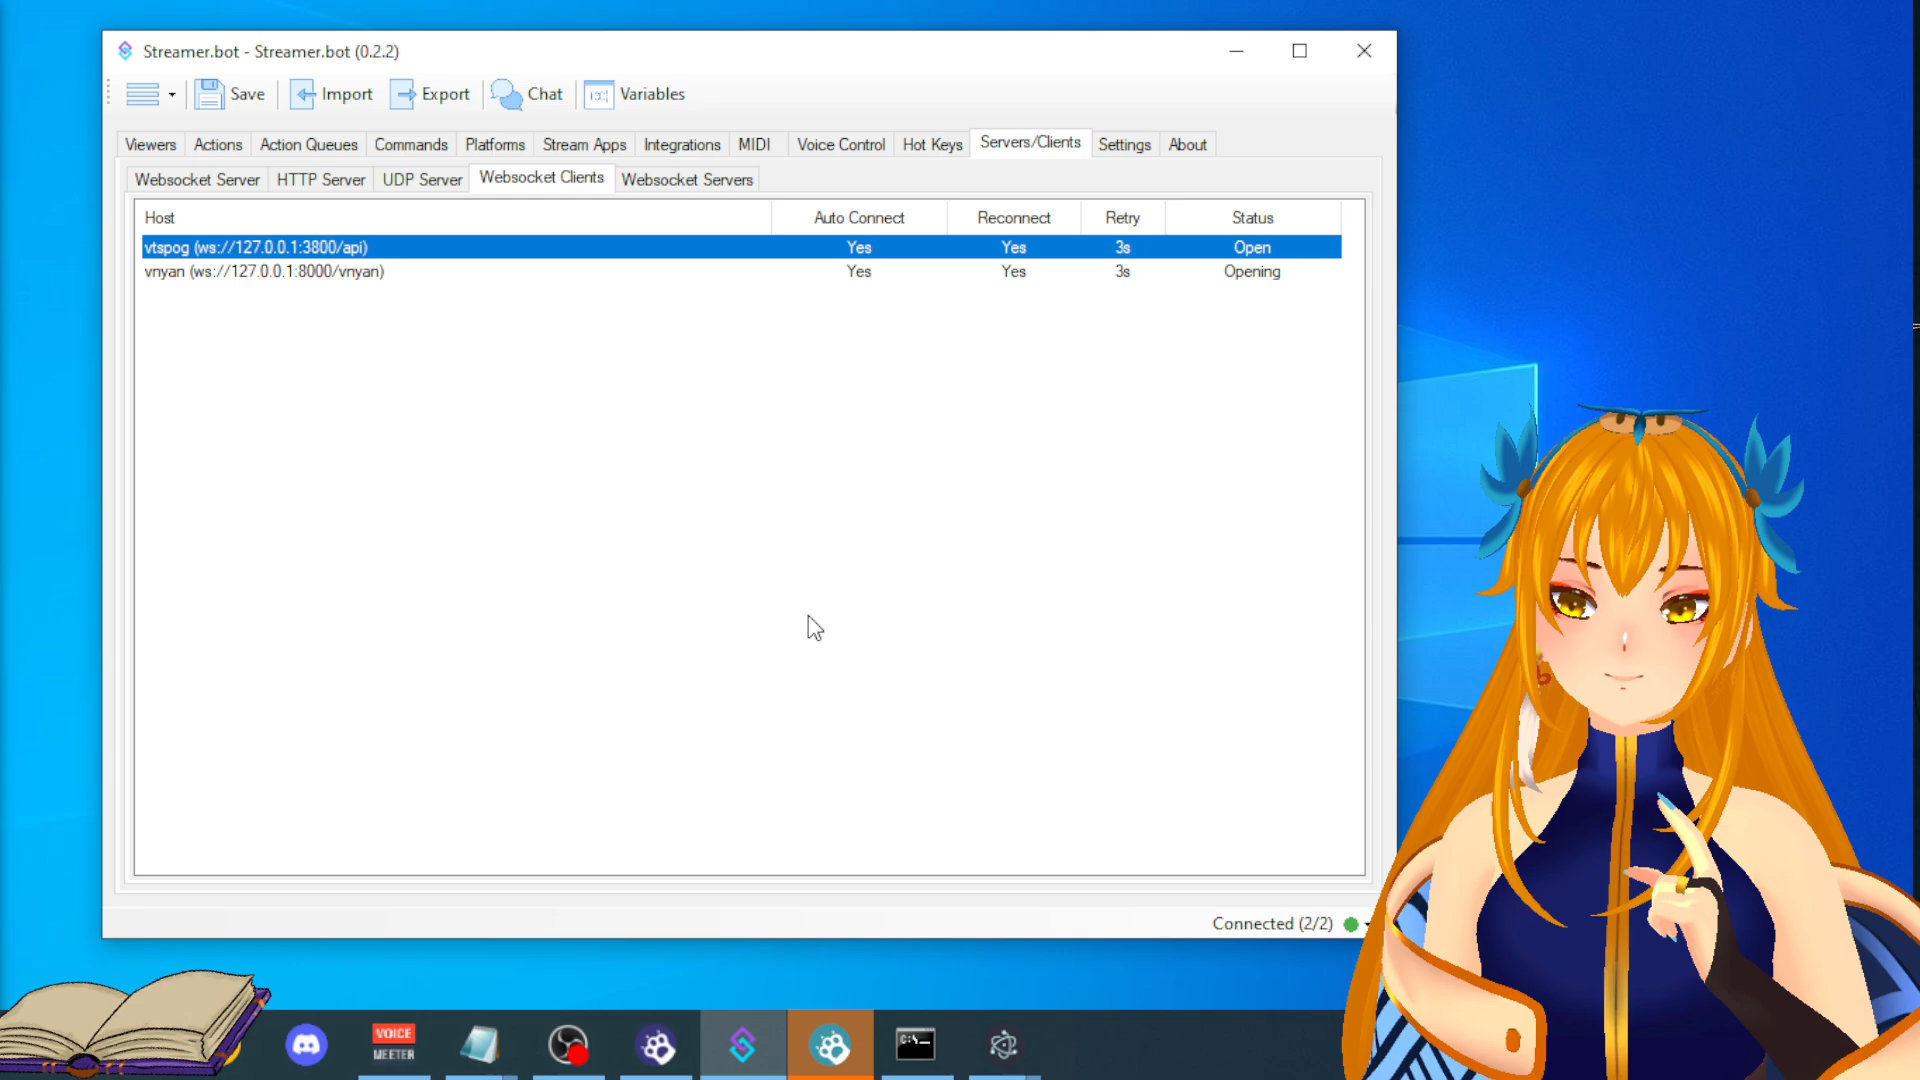 Streamer.bot - Streamer.bot (0.2.2)
Save Import Export Chat Variables
Viewers Actions Action Queues Commands Platforms Stream Apps Integrations MIDI Voice Control Hot Keys Servers/Clients Settings About
Websocket Server HTTP Server UDP Server Websocket Clients Websocket Servers
Host Auto Connect Reconnect Retry Status
vtspog (ws://127.0.0.1:3800/api) Yes Yes 3s Open
vnyan (ws://127.0.0.1:8000/vnyan) Yes Yes 3s Opening
Connected (2/2)
VOICE
MEETER
C:\_